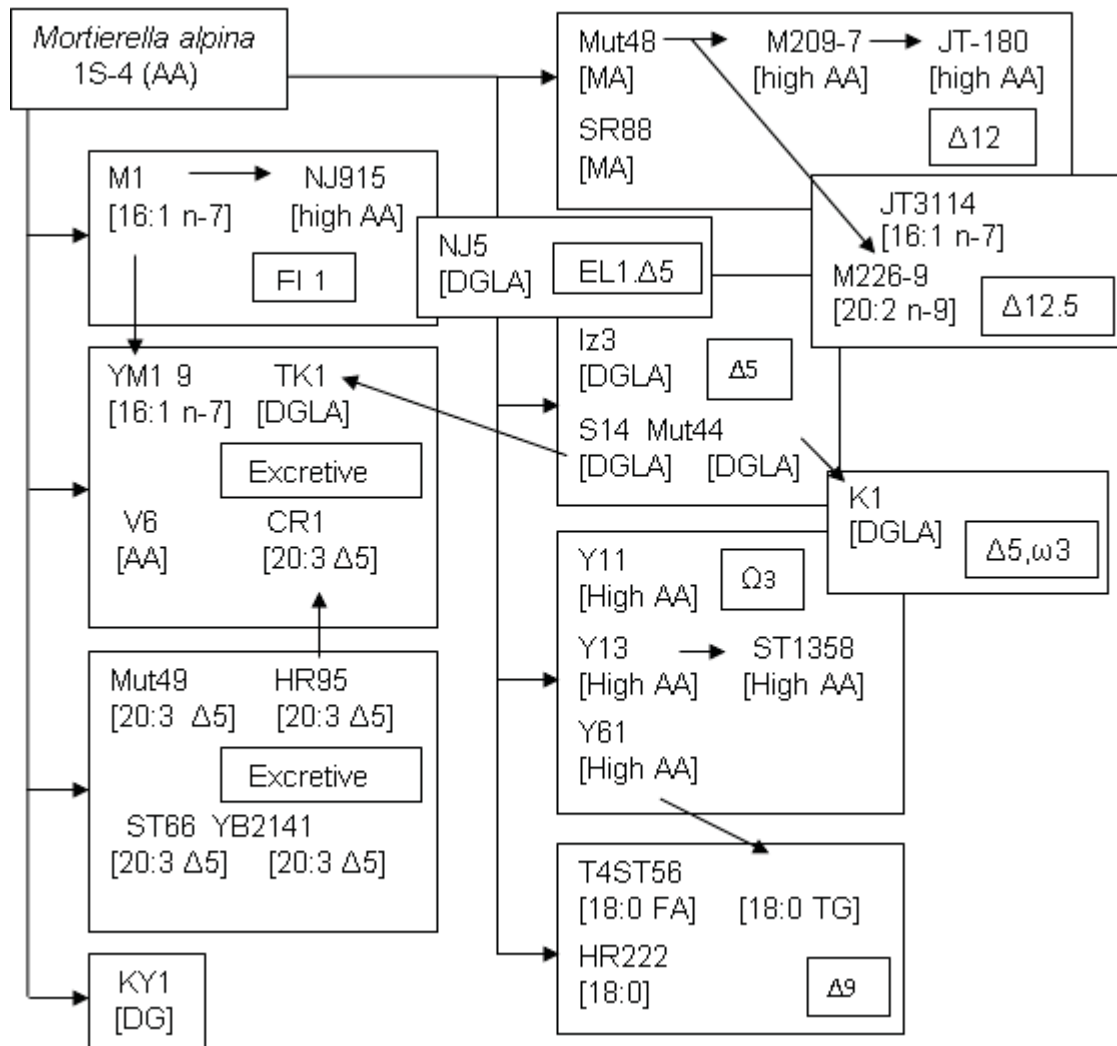 Mortierella alpina
1S-4 (AA)
Mut48 M209-7 JT-180
[MA] [high AA] [high AA]
SR88
[MA]
Δ12
M1 NJ915
[16:1 n-7] [high AA]
FI 1
NJ5
[DGLA]
EL1.Δ5
JT3114
[16:1 n-7]
M226-9
[20:2 n-9]
Δ12.5
Iz3
[DGLA]
Δ5
S14 Mut44
[DGLA] [DGLA]
YM1 9 TK1
[16:1 n-7] [DGLA]
Excretive
V6 CR1
[AA] [20:3 Δ5]
K1
[DGLA]
Δ5,ω3
Y11
[High AA]
Ω3
Y13 ST1358
[High AA] [High AA]
Y61
[High AA]
Mut49 HR95
[20:3 Δ5] [20:3 Δ5]
Excretive
ST66 YB2141
[20:3 Δ5] [20:3 Δ5]
T4ST56
[18:0 FA] [18:0 TG]
HR222
[18:0]
Δ9
KY1
[DG]